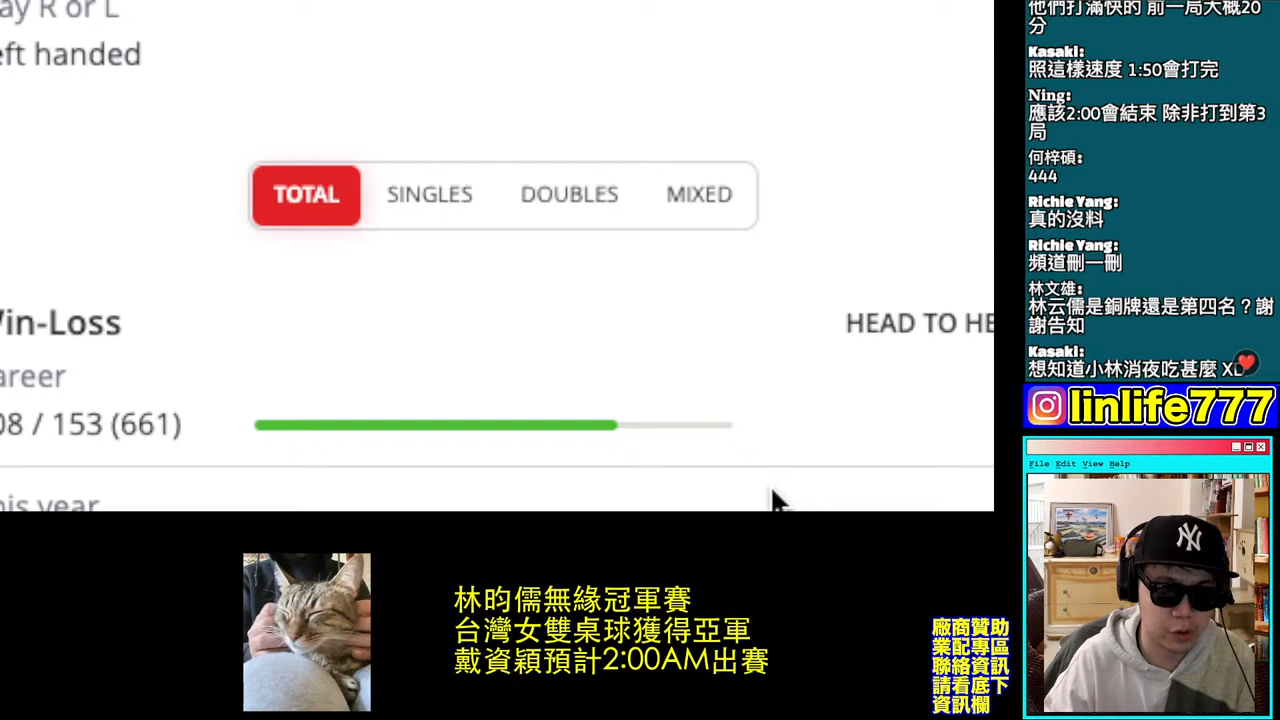 ay R or L
eft handed
TOTAL
SINGLES
DOUBLES
MIXED
in-Loss
HEAD TO HE
areer
08 / 153 (661)
his year
他們打滿快的 前一局大概20
分
Kasaki:
照這樣速度 1:50會打完
Ning:
應該2:00會結束 除非打到第3
局
何梓碩:
444
Richie Yang:
真的沒料
Richie Yang:
頻道刪一刪
林文雄:
林云儒是銅牌還是第四名？謝
謝告知
Kasaki:
想知道小林消夜吃甚麼 XD
linlife777
File Edit View Help
NY
林昀儒無緣冠軍賽
台灣女雙桌球獲得亞軍
戴資穎預計2:00AM出賽
廠商贊助
業配專區
聯絡資訊
請看底下
資訊欄